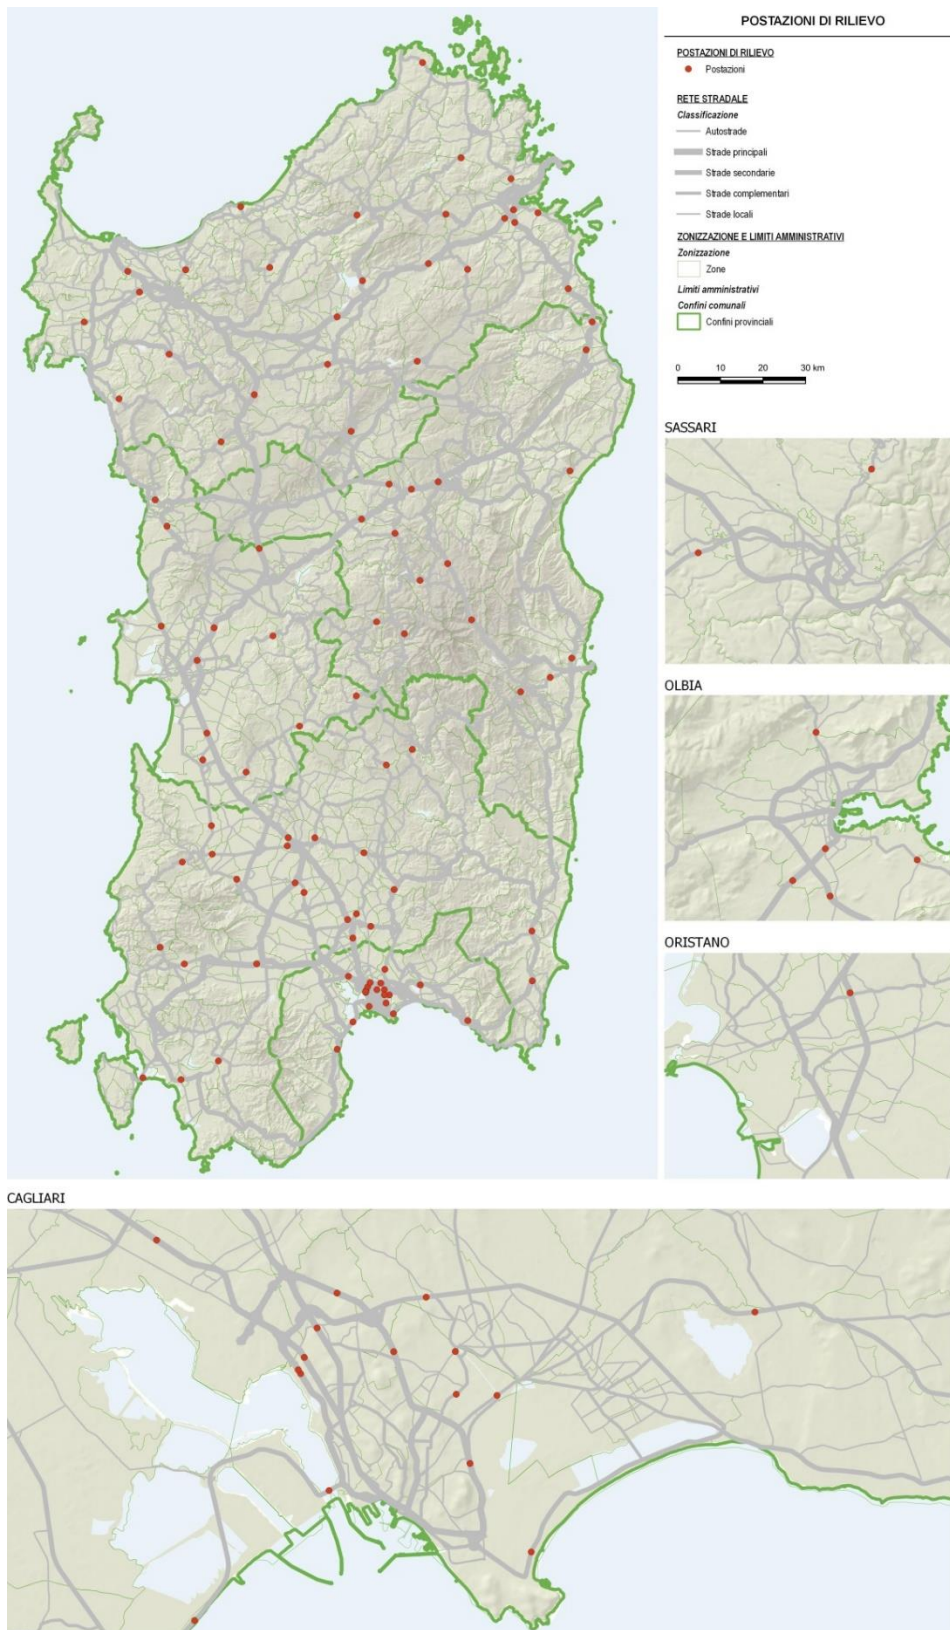 POSTAZIONI DI RILIEVO
POSTAZIONI DI RILIEVO
Postazioni
RETE STRADALE
Classificazione
Autostrade
Strade principali
Strade secondarie
Strade complementari
Strade locali
ZONIZZAZIONE E LIMITI AMMINISTRATIVI
Zonizzazione
Zone
Limiti amministrativi
Confini comunali
Confini provinciali
0 10 20 30 km
SASSARI
OLBIA
ORISTANO
CAGLIARI